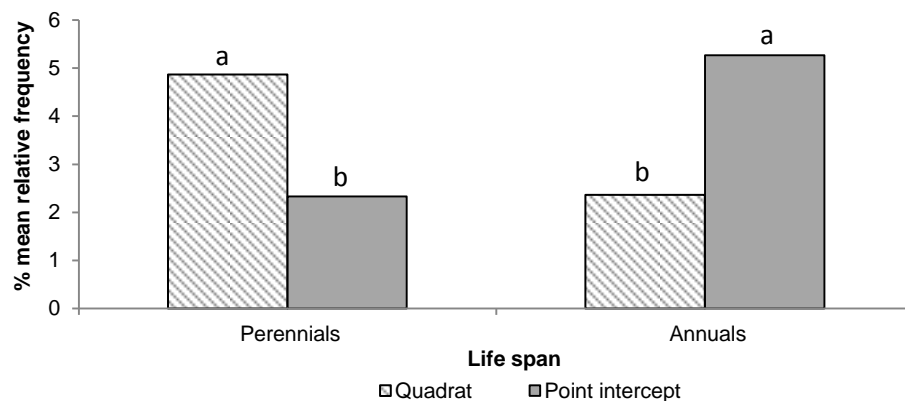 % mean relative frequency
6
5
4
3
2
1
0
a
b
b
a
Perennials
Annuals
Life span
Quadrat
Point intercept